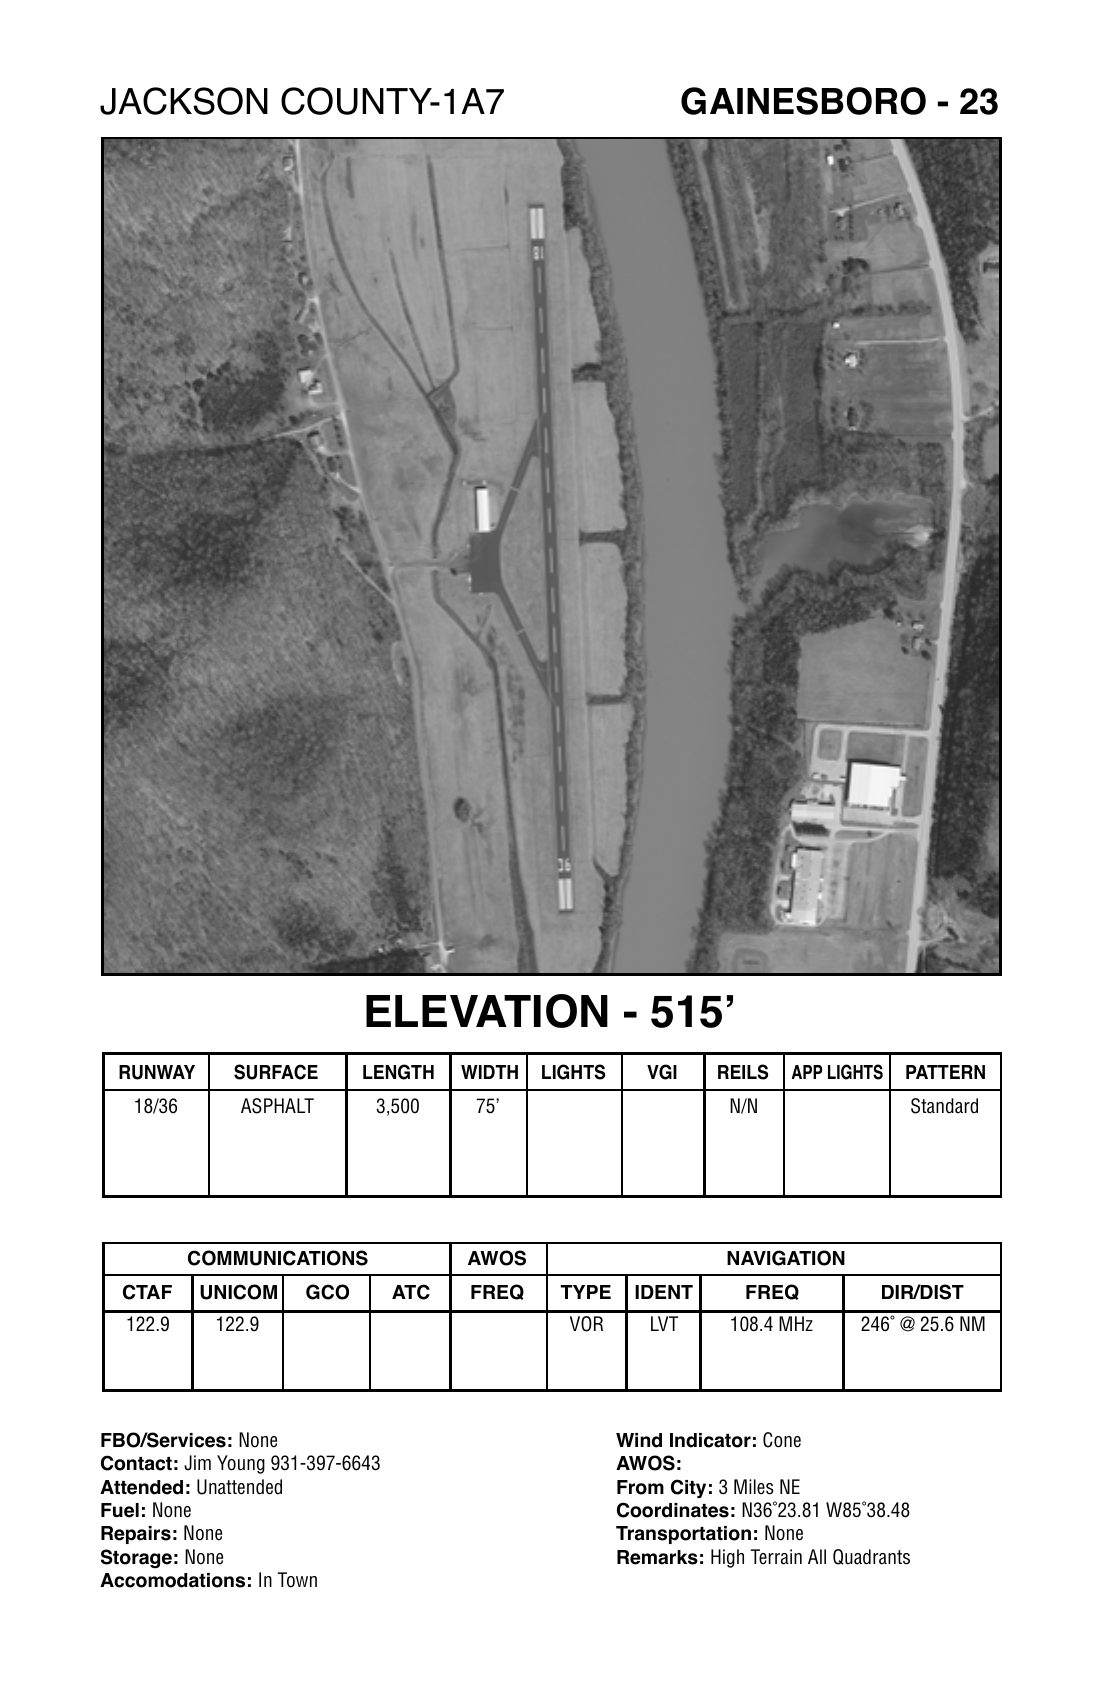 JACKSON COUNTY-1A7 GAINESBORO - 23
ELEVATION - 515’
RUNWAY SURFACE LENGTH WIDTH LIGHTS VGI REILS APP LIGHTS PATTERN
18/36 ASPHALT 3,500 75’ N/N Standard
COMMUNICATIONS AWOS NAVIGATION
CTAF UNICOM GCO ATC FREQ TYPE IDENT FREQ DIR/DIST
122.9 122.9 VOR LVT 108.4 MHz 246˚ @ 25.6 NM
FBO/Services: None
Contact: Jim Young 931-397-6643
Attended: Unattended
Fuel: None
Repairs: None
Storage: None
Accomodations: In Town
Wind Indicator: Cone
AWOS:
From City: 3 Miles NE
Coordinates: N36˚23.81 W85˚38.48
Transportation: None
Remarks: High Terrain All Quadrants